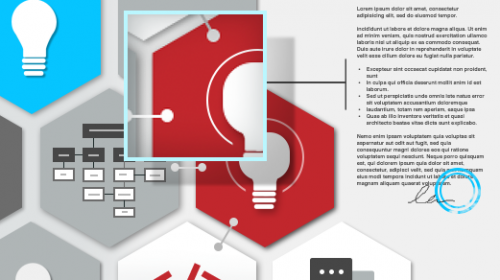 Lorem ipsum dolor sit amet, consectetur
adipisicing elit, sed do eiusmod tempor.
Incididunt ut labore et dolore magna aliqua. Ut enim
ad minim veniam, quis nostrud exercitation ullamco
laboris nisi ut aliquip ex ea commodo consequat.
Duis aute irure dolor in reprehenderit in voluptate
velit esse cillum dolore eu fugiat nulla pariatur.
• Excepteur sint occaecat cupidatat non proident,
sunt
• In culpa qui officia deserunt mollit anim id est
laborum.
• Sed ut perspiciatis unde omnis iste natus error
sit voluptatem accusantium doloremque
• laudantium, totam rem aperiam, eaque ipsa
• Quae ab illo inventore veritatis et quasi
architecto beatae vitae dicta sunt explicabo.
Nemo enim ipsam voluptatem quia voluptas sit
aspernatur aut odit aut fugit, sed quia
consequuntur magni dolores eos qui ratione
voluptatem sequi nesciunt. Neque porro quisquam
est, qui dolorem ipsum quia dolor sit amet,
consectetur, adipisci velit, sed quia non numquam
eius modi tempora incidunt ut labore et dolore
magnam aliquam quaerat voluptatem.